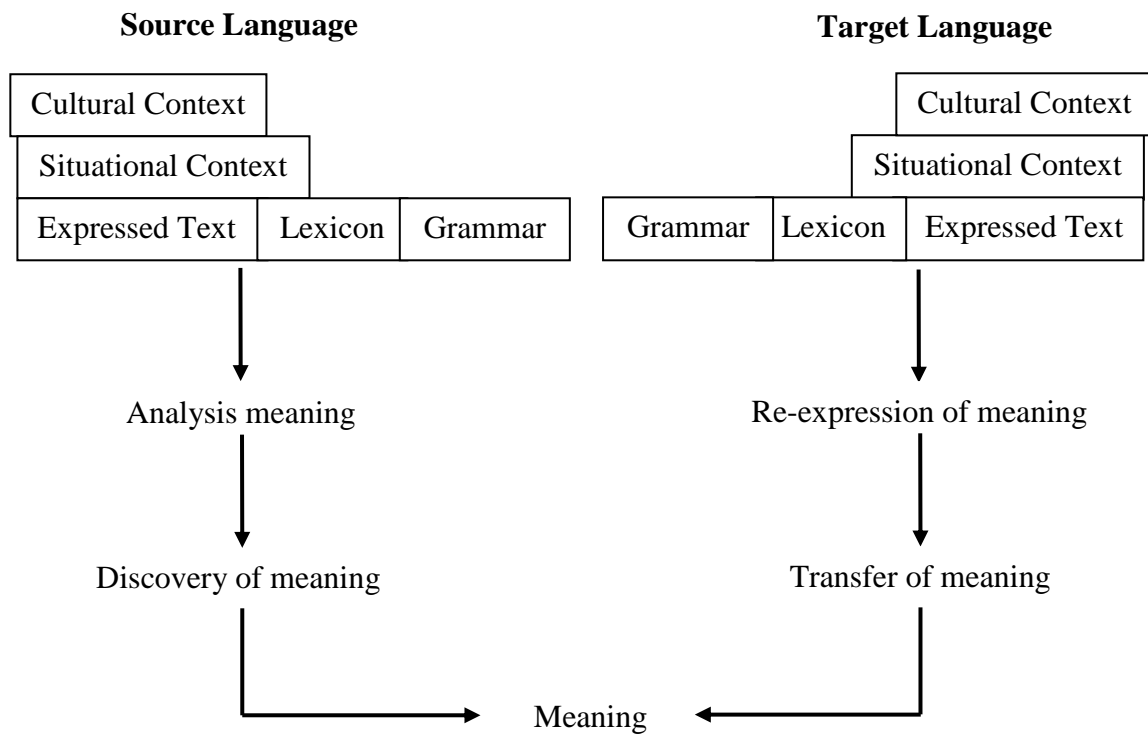 Source Language
Target Language
Cultural Context
Situational Context
Expressed Text Lexicon Grammar
Cultural Context
Situational Context
Grammar Lexicon Expressed Text
Analysis meaning
Re-expression of meaning
Discovery of meaning
Transfer of meaning
Meaning